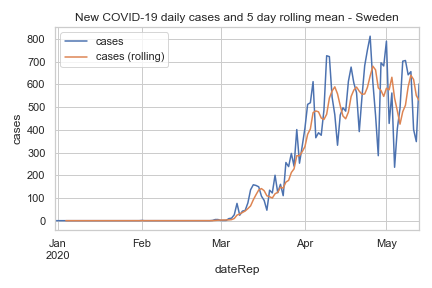 New COVID-19 daily cases and 5 day rolling mean - Sweden
cases
cases (rolling)
800
700
600
500
400
300
200
100
0
cases
Jan Feb Mar Apr May
2020
dateRep